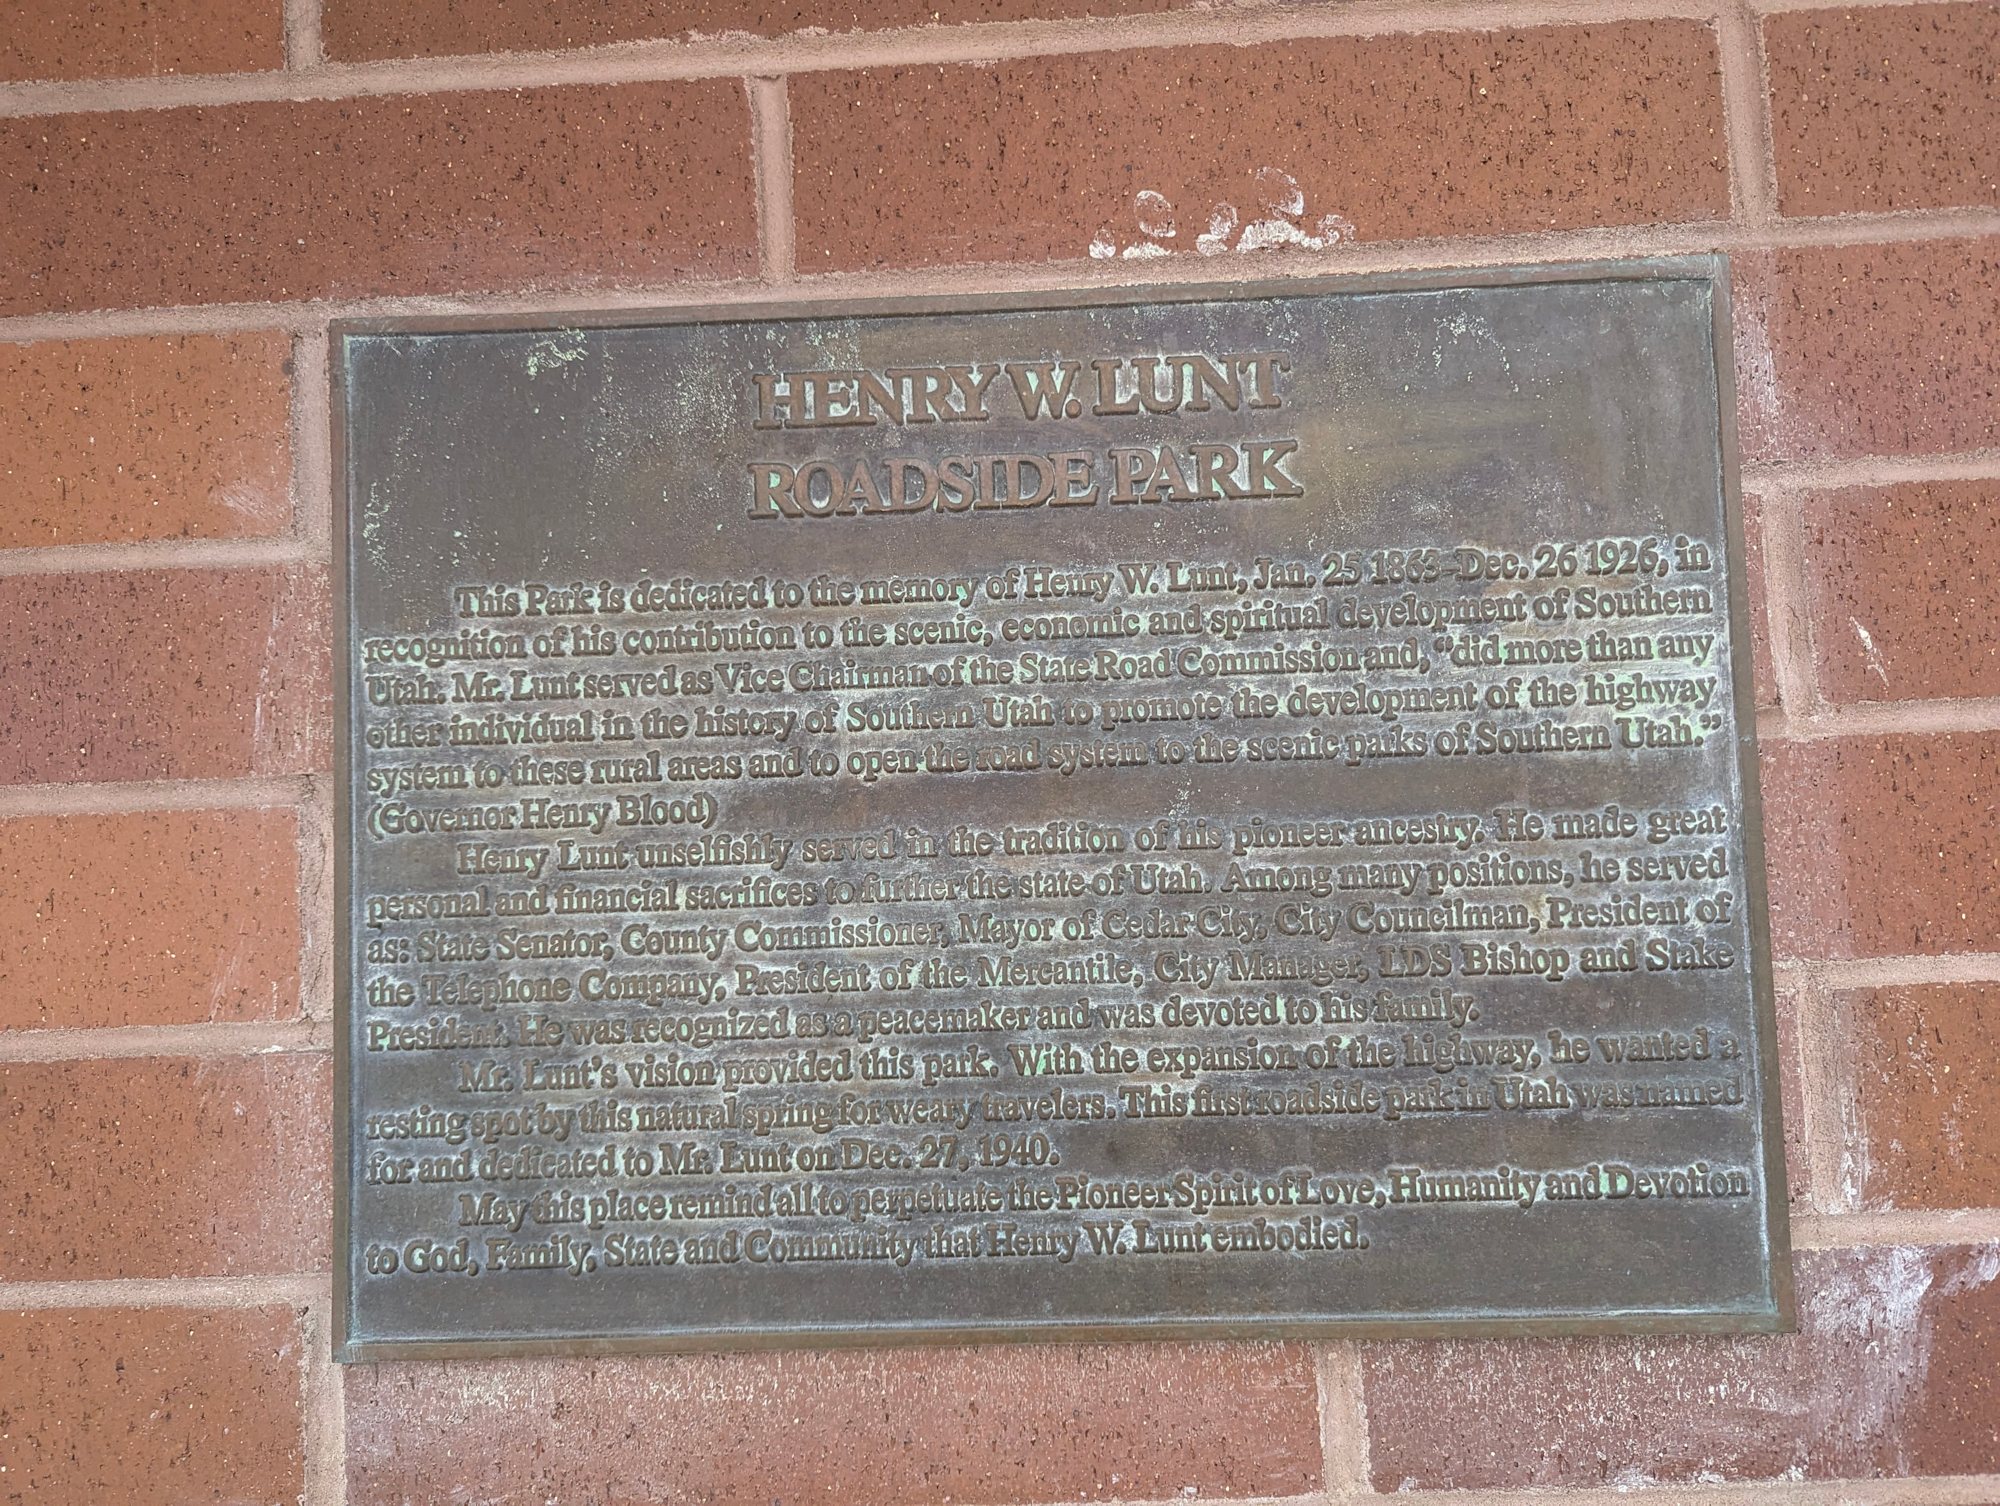 HENRY W. LUNT
ROADSIDE PARK
This Park is dedicated to the memory of Henry W. Lunt, Jan. 25 1863-Dec. 26 1926, in
recognition of his contribution to the scenic, economic and spiritual development of Southern
Utah. Mr. Lunt served as Vice Chairman of the State Road Commission and, "did more than any
other individual in the history of Southern Utah to promote the development of the highway
system to these rural areas and to open the road system to the scenic parks of Southern Utah."
(Governor Henry Blood)
Henry Lunt unselfishly served in the tradition of his pioneer ancestry. He made great
personal and financial sacrifices to further the state of Utah. Among many positions, he served
as: State Senator, County Commissioner, Mayor of Cedar City, City Councilman, President of
the Telephone Company, President of the Mercantile, City Manager, LDS Bishop and Stake
President. He was recognized as a peacemaker and was devoted to his family.
Mr. Lunt's vision provided this park. With the expansion of the highway, he wanted a
resting spot by this natural spring for weary travelers. This first roadside park in Utah was named
for and dedicated to Mr. Lunt on Dec. 27, 1940.
May this place remind all to perpetuate the Pioneer Spirit of Love, Humanity and Devotion
to God, Family, State and Community that Henry W. Lunt embodied.